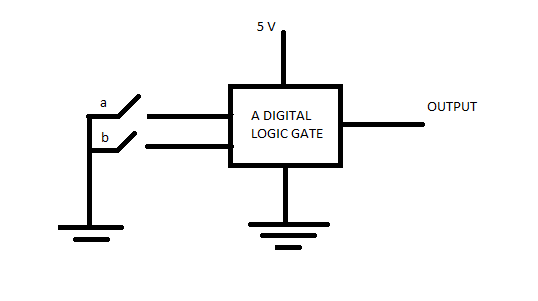 5 V
a
A DIGITAL
LOGIC GATE
OUTPUT
b